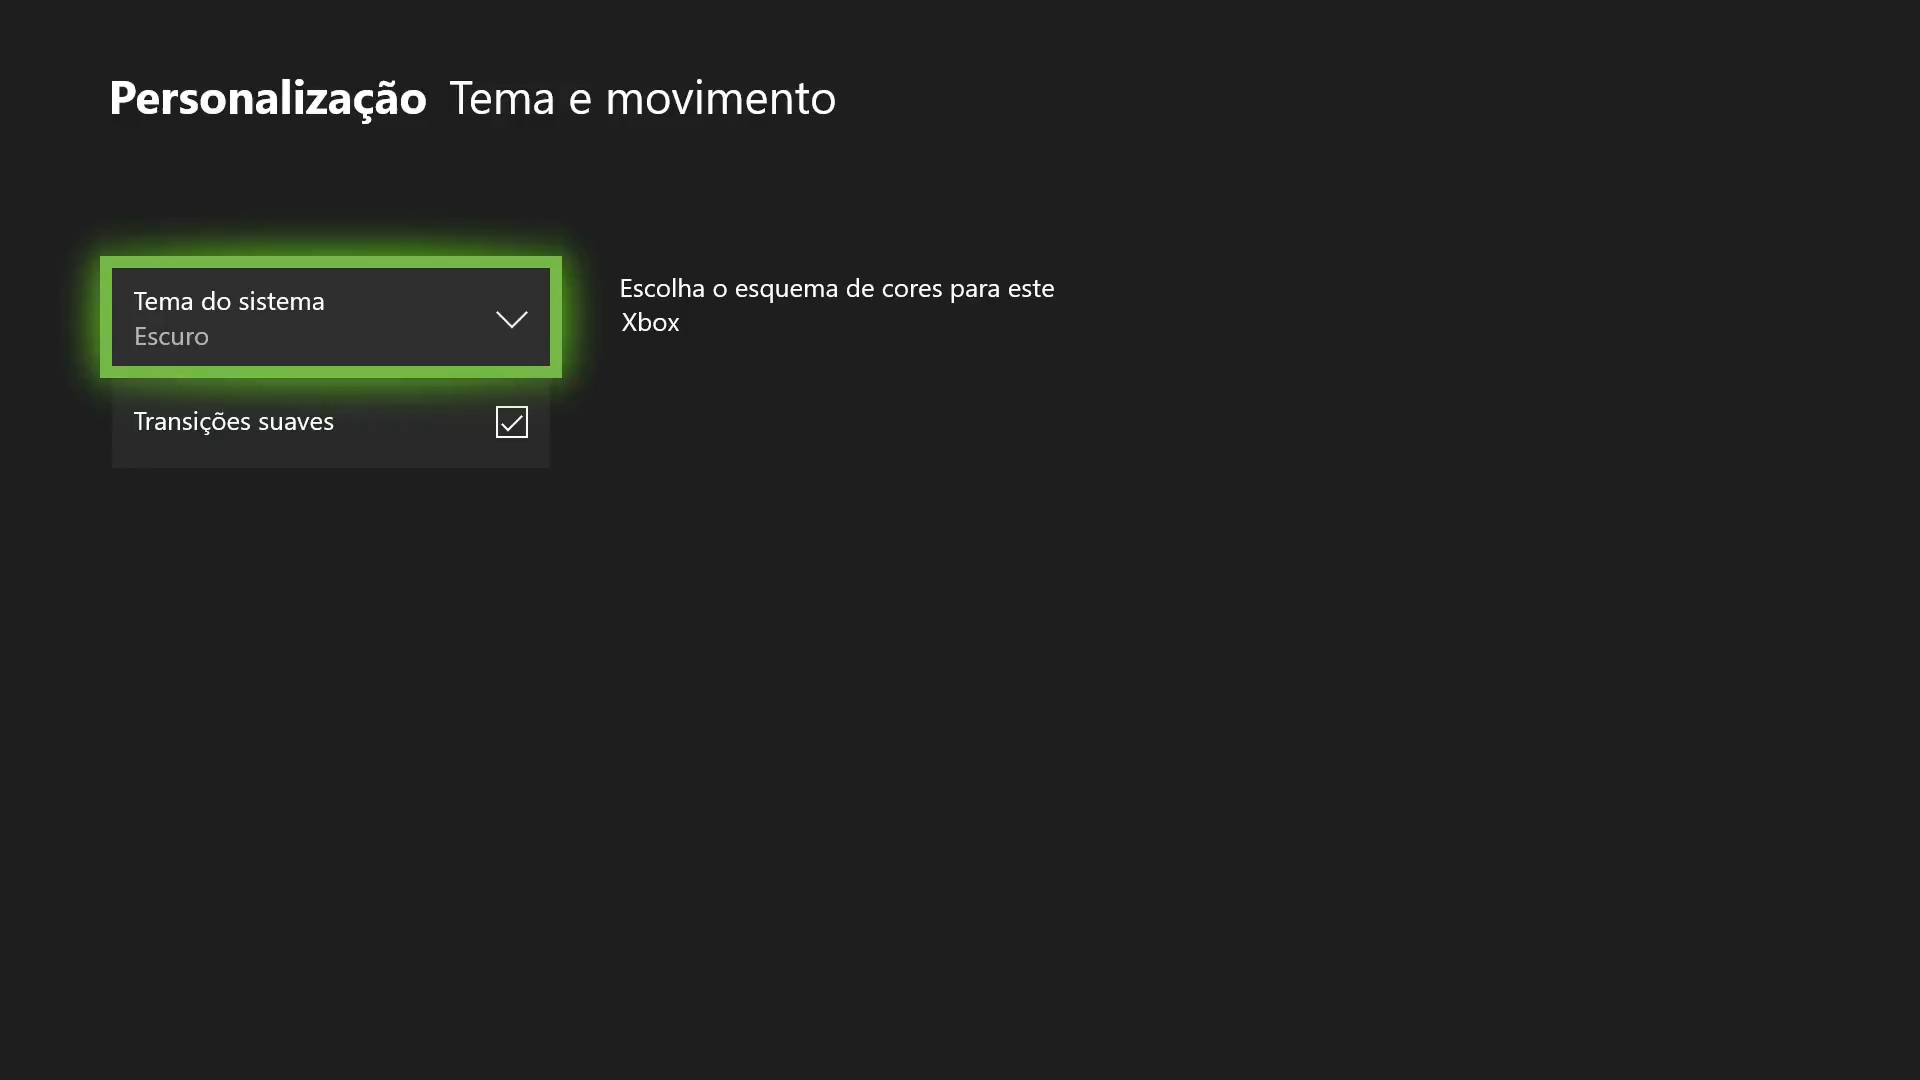 Personalização Tema e movimento
Tema do sistema
Escuro
Escolha o esquema de cores para este
Xbox
Transições suaves